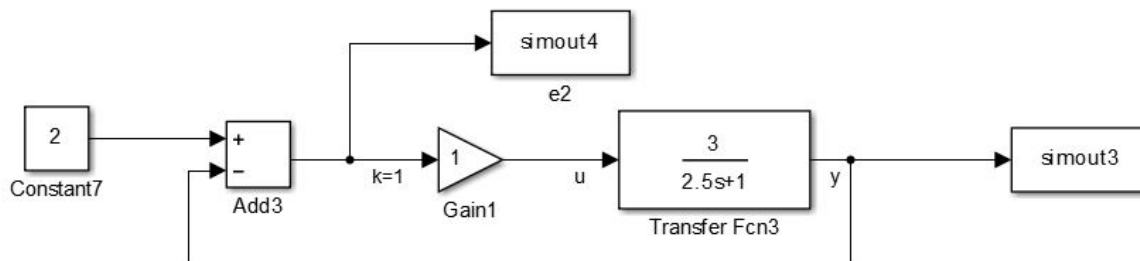 simout4
e2
2
+
−
Constant7
Add3
k=1
1
Gain1
u
3
2.5s+1
Transfer Fcn3
y
simout3